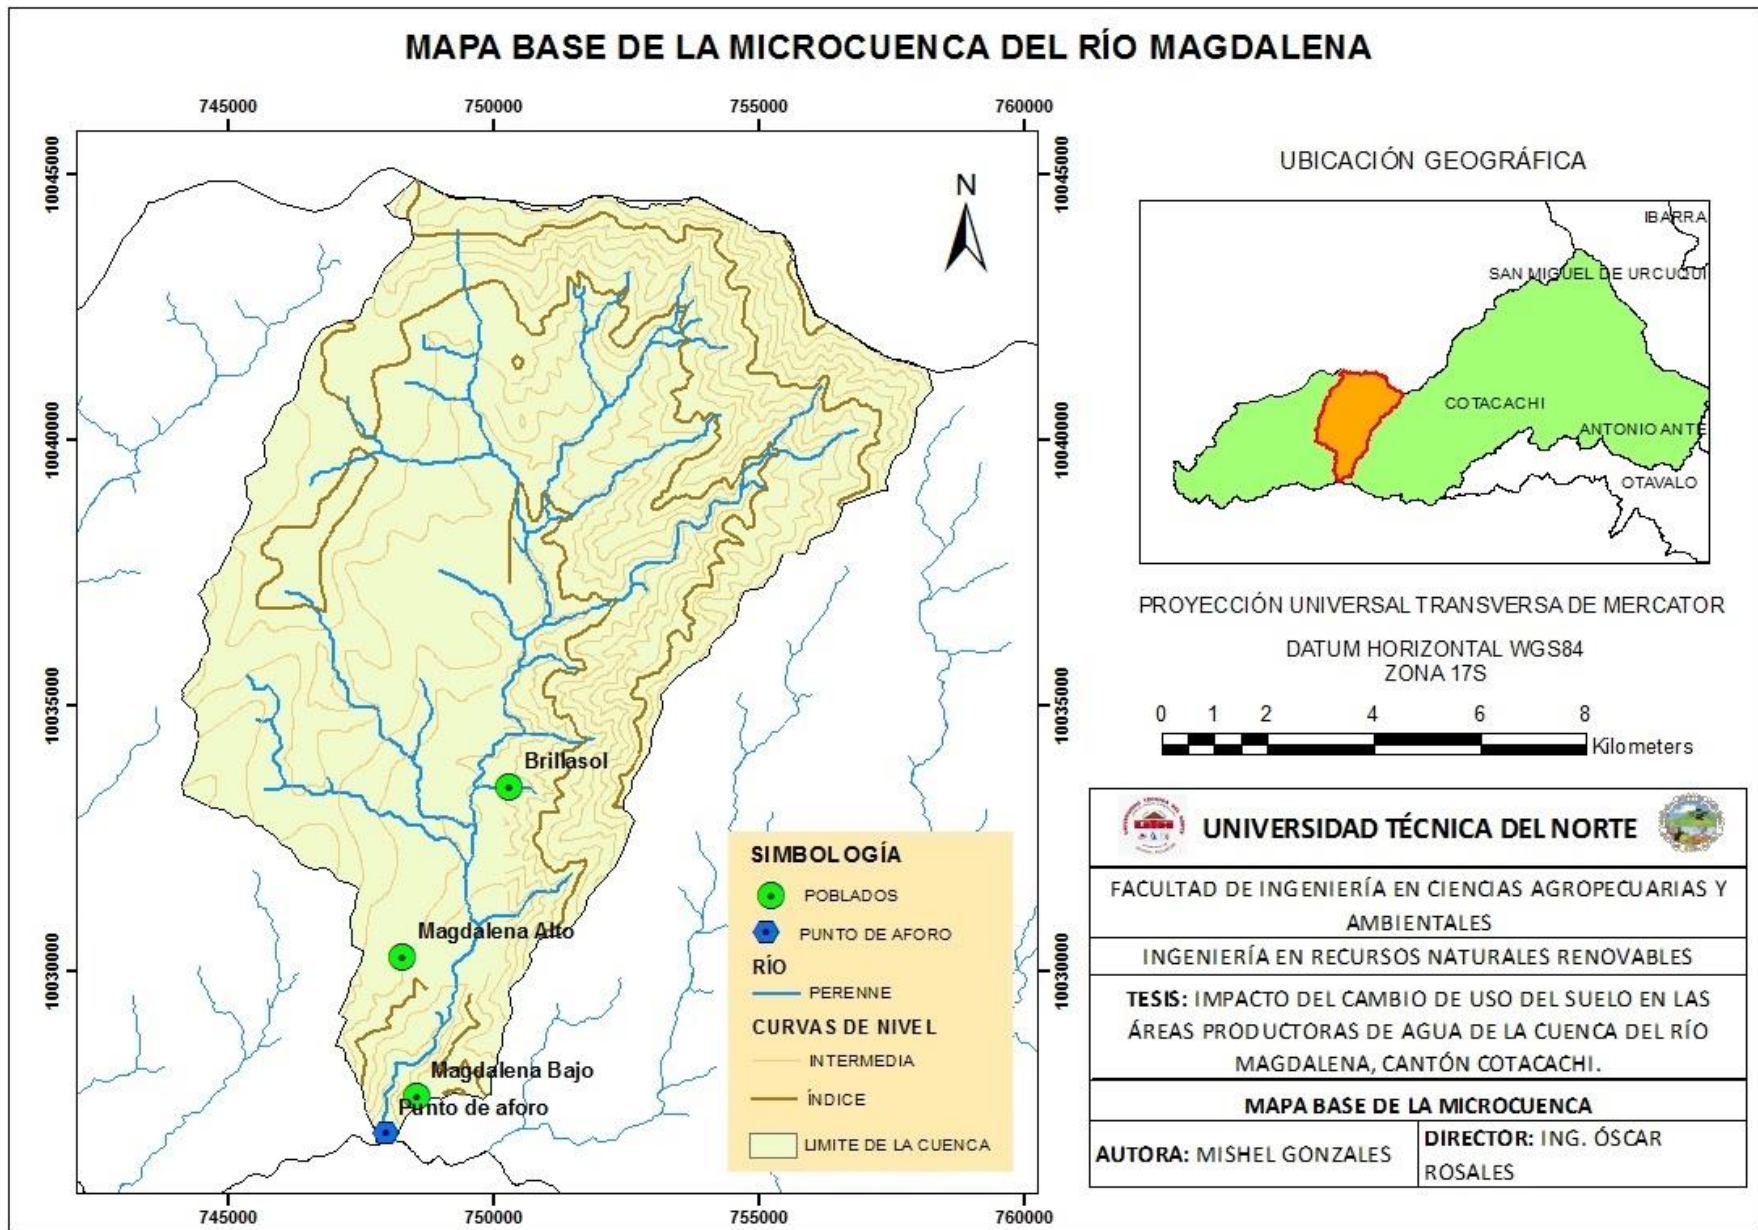 MAPA BASE DE LA MICROCUENCA DEL RÍO MAGDALENA
745000 750000 755000 760000
10045000 10045000
10040000 10040000
10035000 10035000
10030000 10030000
N
Brillasol
Magdalena Alto
Magdalena Bajo
Punto de aforo
SIMBOLOGÍA
POBLADOS
PUNTO DE AFORO
RÍO
PERENNE
CURVAS DE NIVEL
INTERMEDIA
ÍNDICE
LIMITE DE LA CUENCA
745000 750000 755000 760000
UBICACIÓN GEOGRÁFICA
IBARRA
SAN MIGUEL DE URCUQUI
COTACACHI
ANTONIO ANTE
OTAVALO
PROYECCIÓN UNIVERSAL TRANSVERSA DE MERCATOR
DATUM HORIZONTAL WGS84
ZONA 17S
0 1 2 4 6 8
Kilometers
UNIVERSIDAD TÉCNICA DEL NORTE
FACULTAD DE INGENIERÍA EN CIENCIAS AGROPECUARIAS Y
AMBIENTALES
INGENIERÍA EN RECURSOS NATURALES RENOVABLES
TESIS: IMPACTO DEL CAMBIO DE USO DEL SUELO EN LAS
ÁREAS PRODUCTORAS DE AGUA DE LA CUENCA DEL RÍO
MAGDALENA, CANTÓN COTACACHI.
MAPA BASE DE LA MICROCUENCA
AUTORA: MISHEL GONZALES
DIRECTOR: ING. ÓSCAR
ROSALES